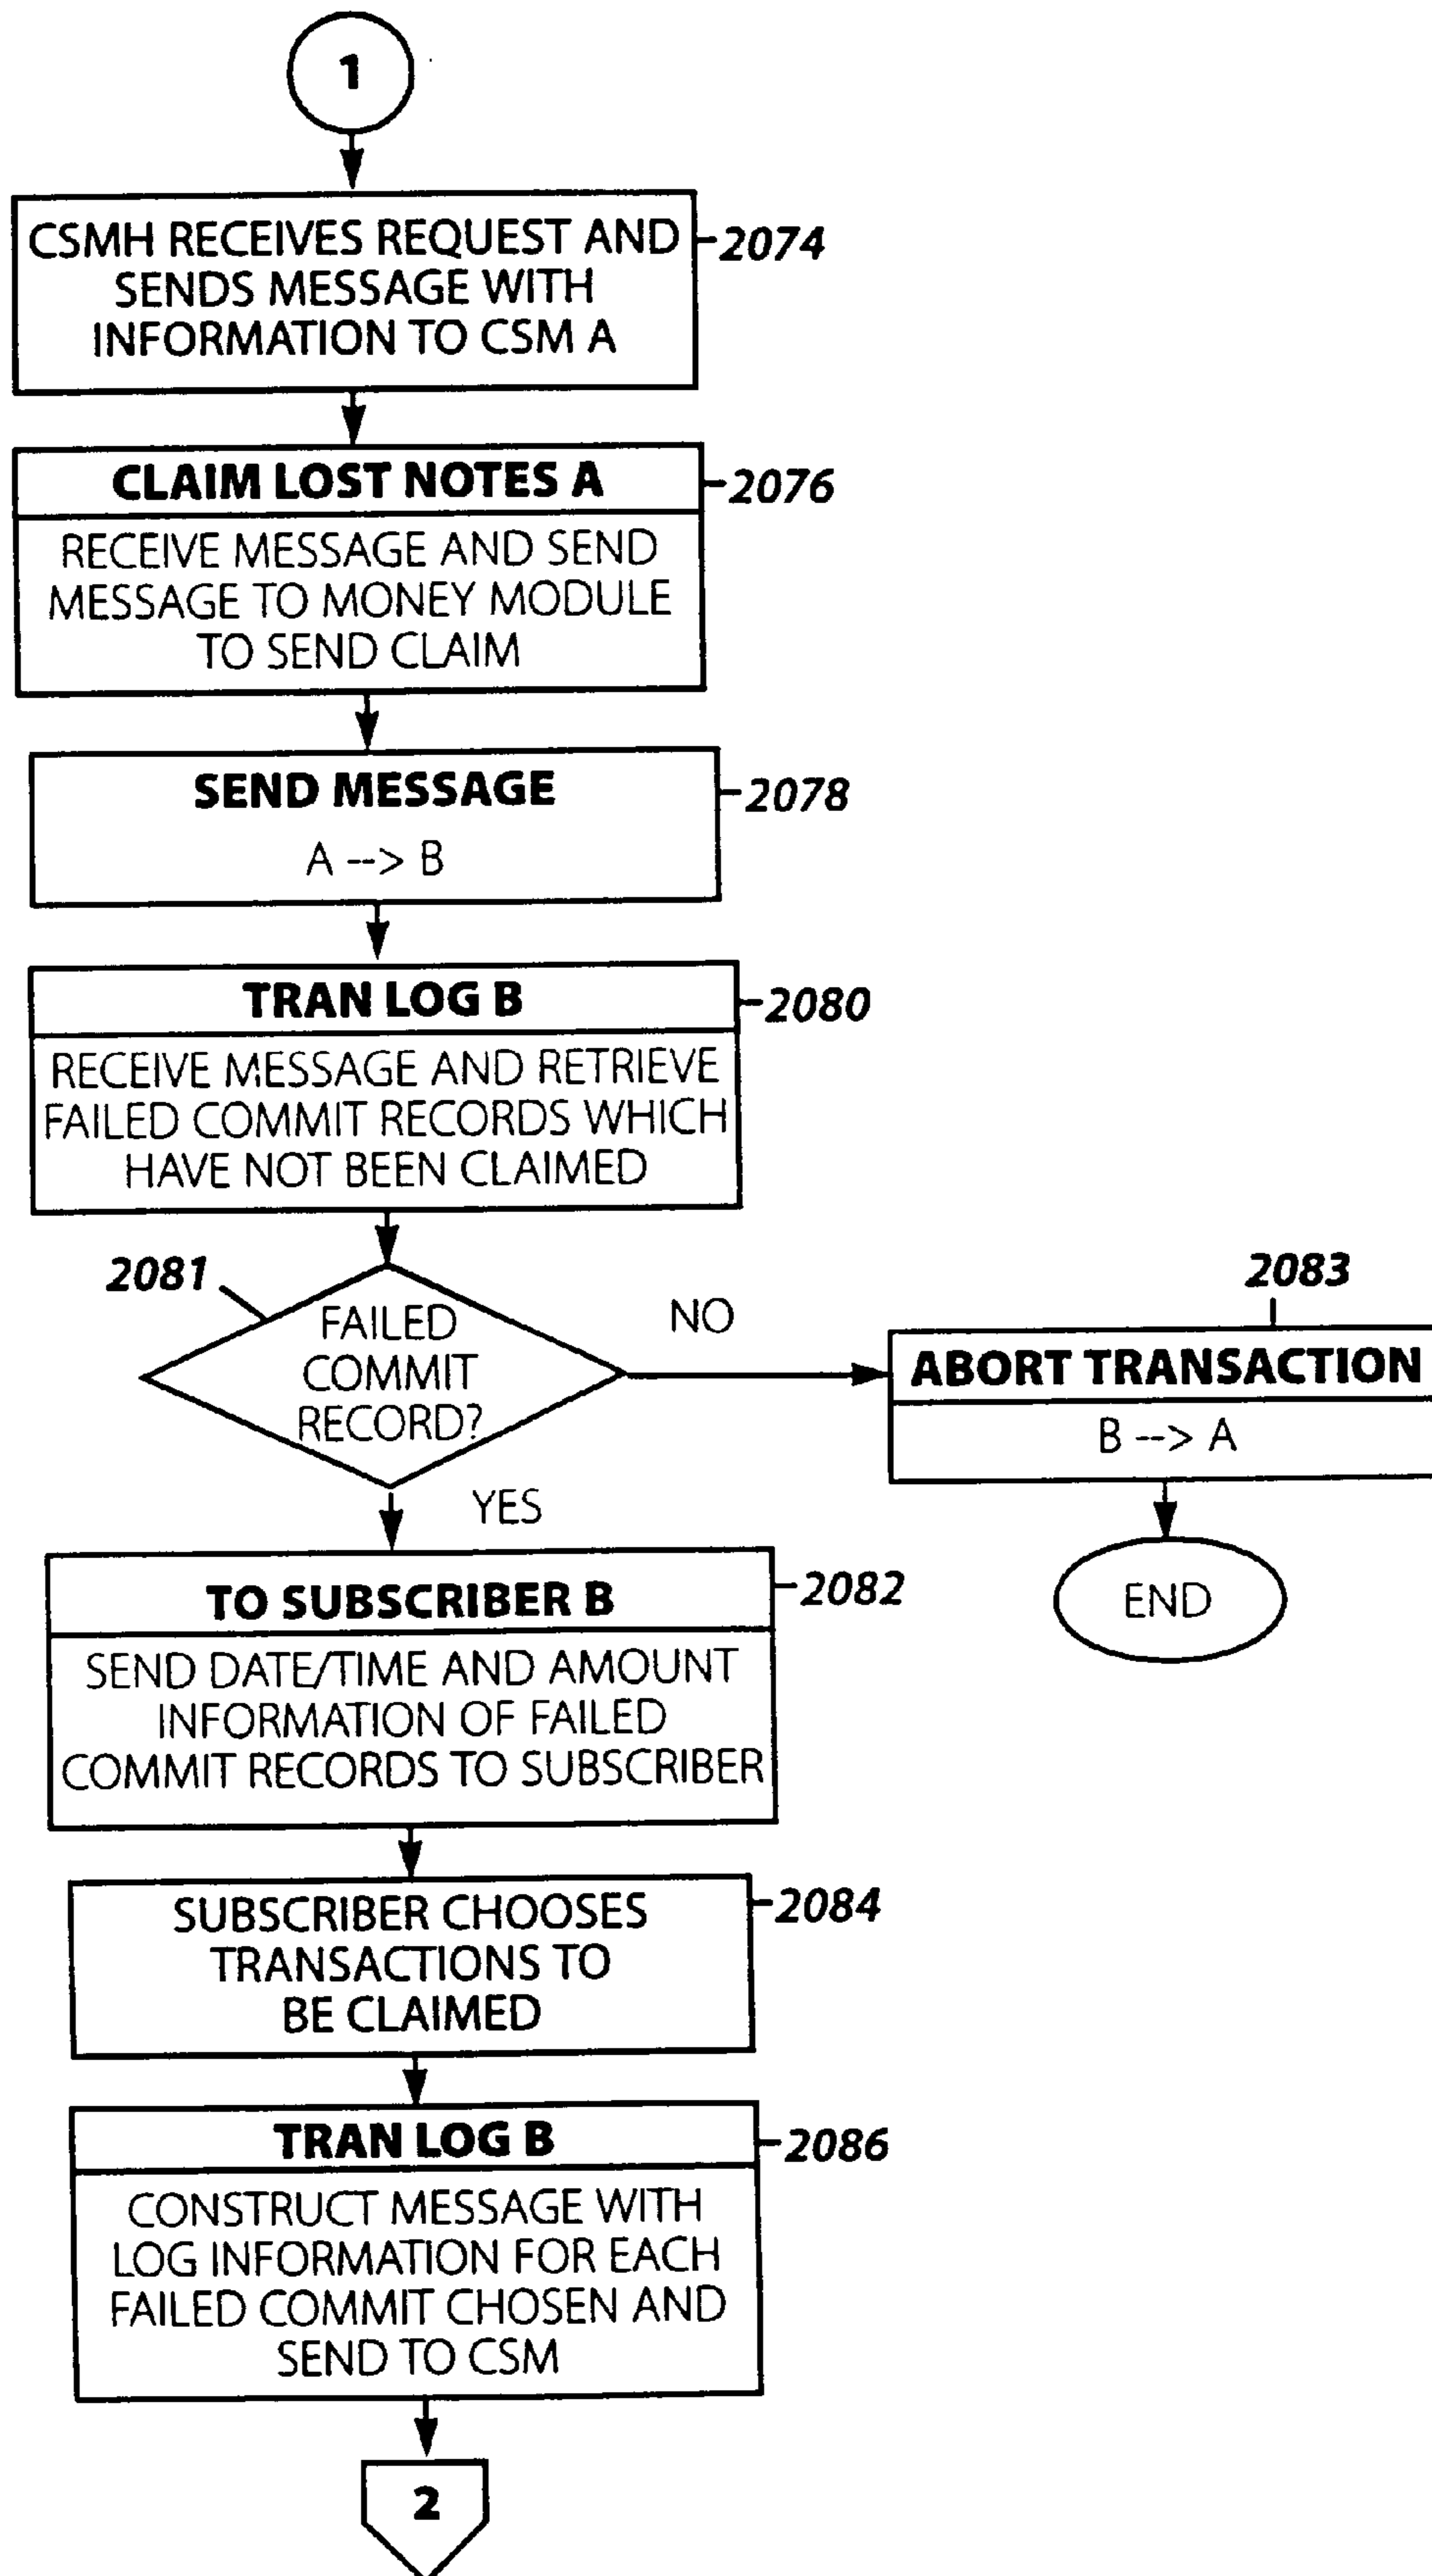 1
CSMH RECEIVES REQUEST AND
SENDS MESSAGE WITH
INFORMATION TO CSM A
2074
CLAIM LOST NOTES A
2076
RECEIVE MESSAGE AND SEND
MESSAGE TO MONEY MODULE
TO SEND CLAIM
SEND MESSAGE
2078
A --> B
TRAN LOG B
2080
RECEIVE MESSAGE AND RETRIEVE
FAILED COMMIT RECORDS WHICH
HAVE NOT BEEN CLAIMED
2081
FAILED
COMMIT
RECORD?
NO
2083
ABORT TRANSACTION
B --> A
END
YES
TO SUBSCRIBER B
2082
SEND DATE/TIME AND AMOUNT
INFORMATION OF FAILED
COMMIT RECORDS TO SUBSCRIBER
SUBSCRIBER CHOOSES
TRANSACTIONS TO
BE CLAIMED
2084
TRAN LOG B
2086
CONSTRUCT MESSAGE WITH
LOG INFORMATION FOR EACH
FAILED COMMIT CHOSEN AND
SEND TO CSM
2